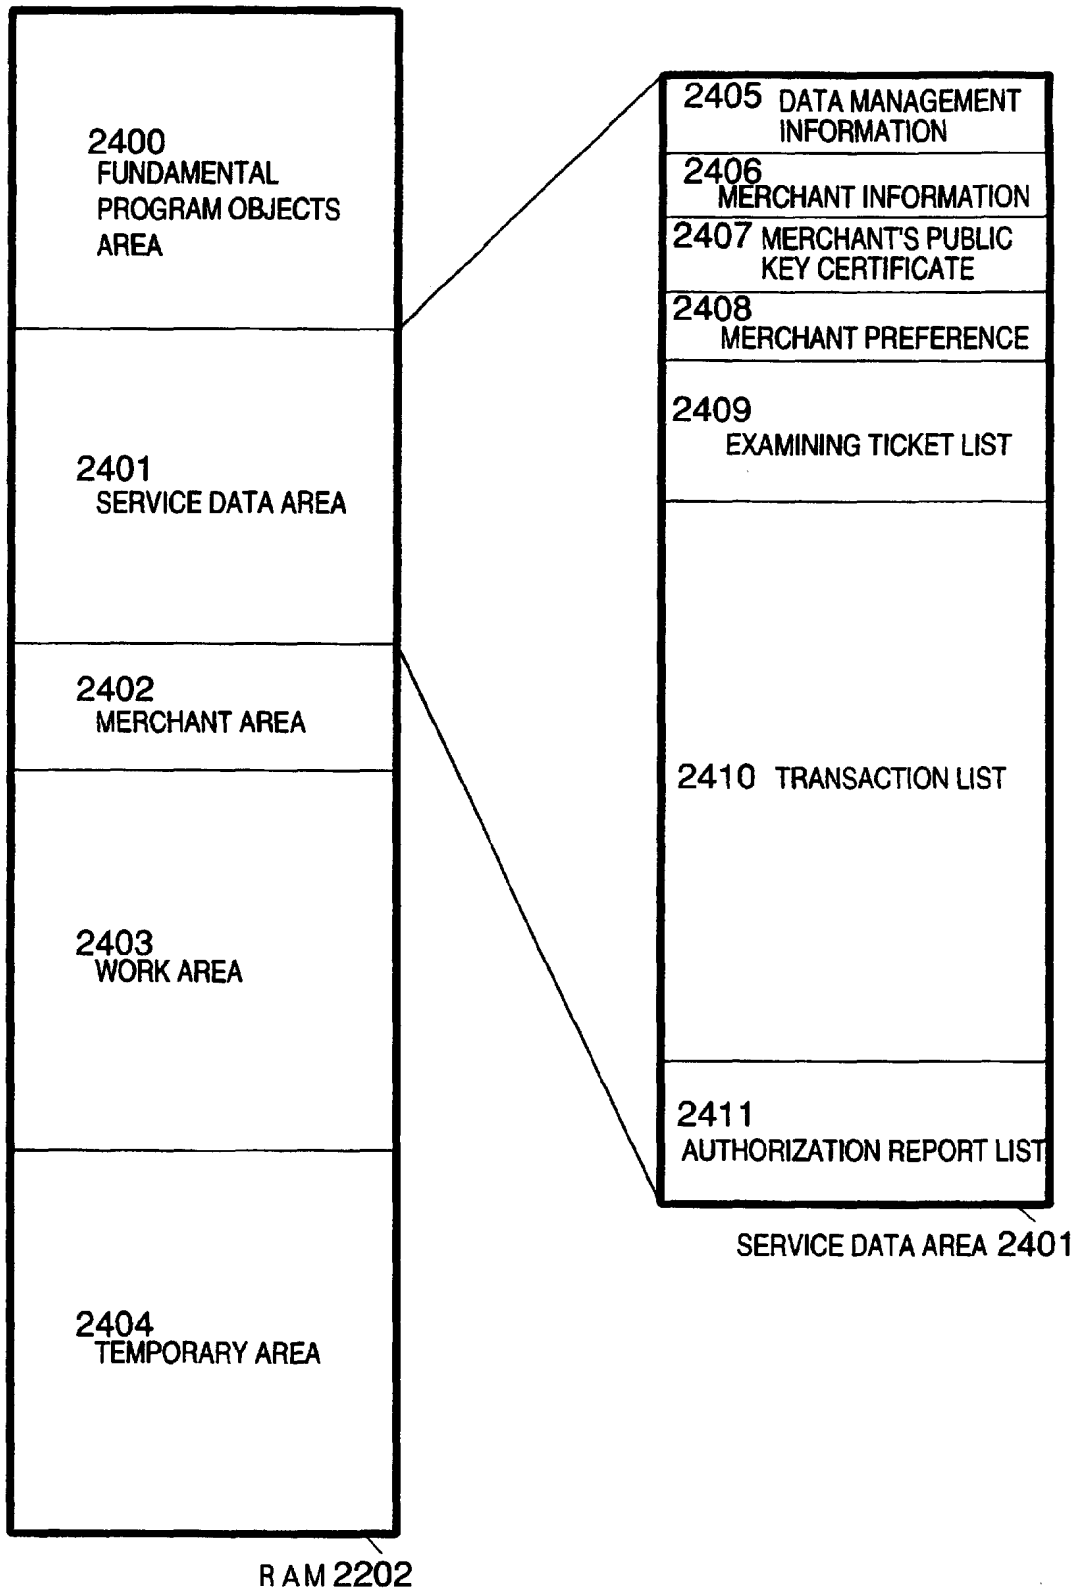 2400
FUNDAMENTAL
PROGRAM OBJECTS
AREA
2401
SERVICE DATA AREA
2402
MERCHANT AREA
2403
WORK AREA
2404
TEMPORARY AREA
RAM 2202
2405 DATA MANAGEMENT
INFORMATION
2406
MERCHANT INFORMATION
2407 MERCHANT'S PUBLIC
KEY CERTIFICATE
2408
MERCHANT PREFERENCE
2409
EXAMINING TICKET LIST
2410 TRANSACTION LIST
2411
AUTHORIZATION REPORT LIST
SERVICE DATA AREA 2401